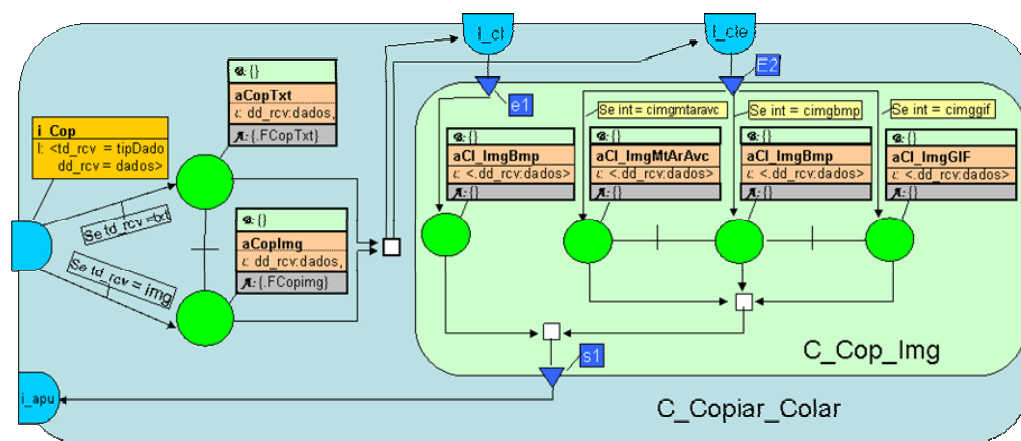 i_cl
i_cle
E2
e1
ɕ: {}
aCopTxt
ɩ: dd_rcv:dados,
A: {.FCopTxt}
i_Cop
I: <td_rcv = tipDado
dd_rcv = dados>
Se td_rcv =txt
Se td_rcv = img
ɕ: {}
aCopImg
ɩ: dd_rcv:dados,
A: {.FCopimg}
Se int = cimgmtaravc
Se int = cimgbmp
Se int = cimggif
ɕ: {}
aCl_ImgBmp
ɩ: <.dd_rcv:dados>
A: {}
ɕ: {}
aCl_ImgMtArAvc
ɩ: <.dd_rcv:dados>
A: {}
ɕ: {}
aCl_ImgBmp
ɩ: <.dd_rcv:dados>
A: {}
ɕ: {}
aCl_ImgGIF
ɩ: <.dd_rcv:dados>
A: {}
C_Cop_Img
s1
i_apu
C_Copiar_Colar